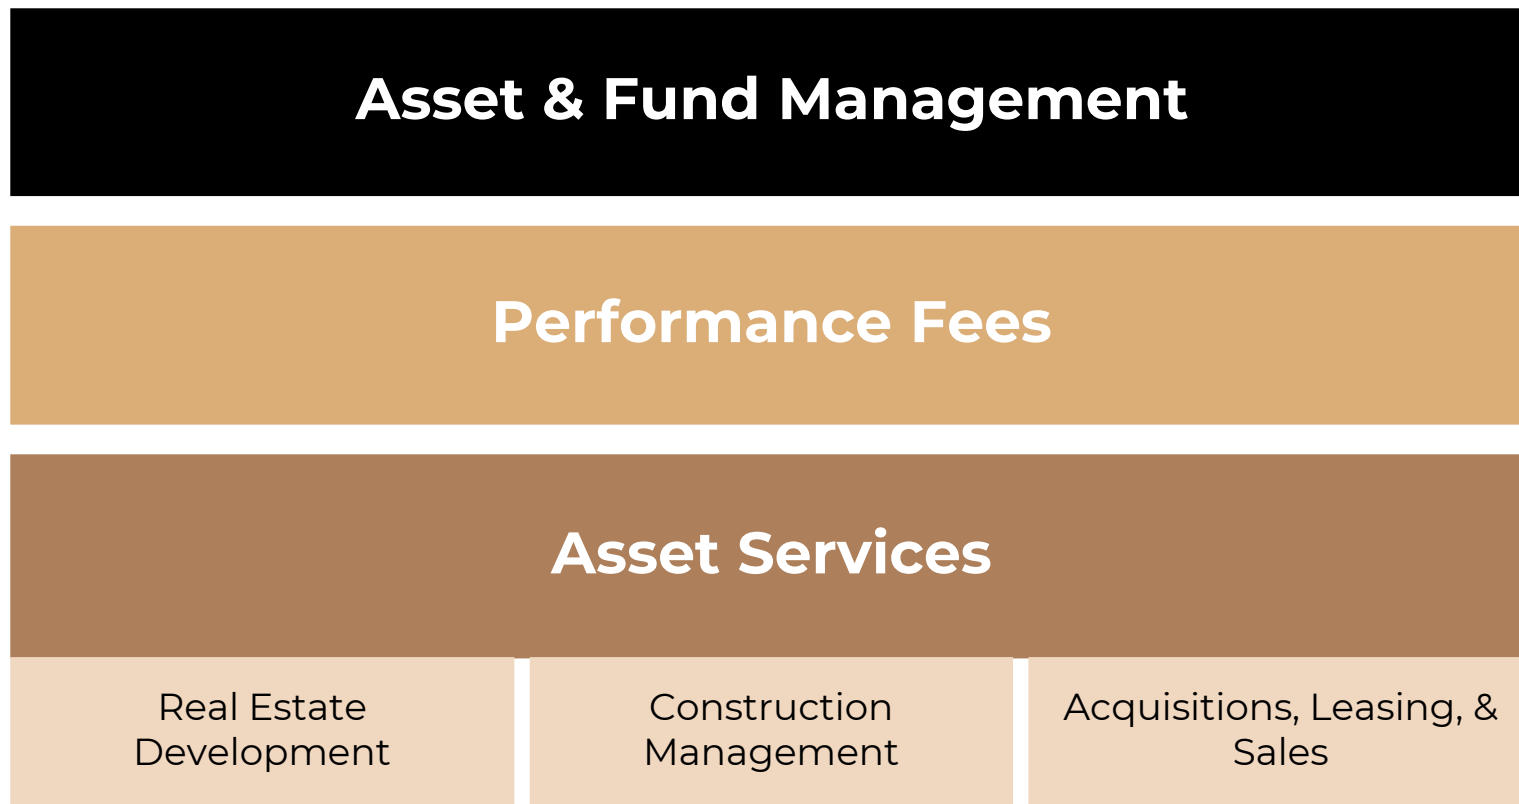 Asset & Fund Management
Performance Fees
Asset Services
Real Estate
Development
Construction
Management
Acquisitions, Leasing, &
Sales